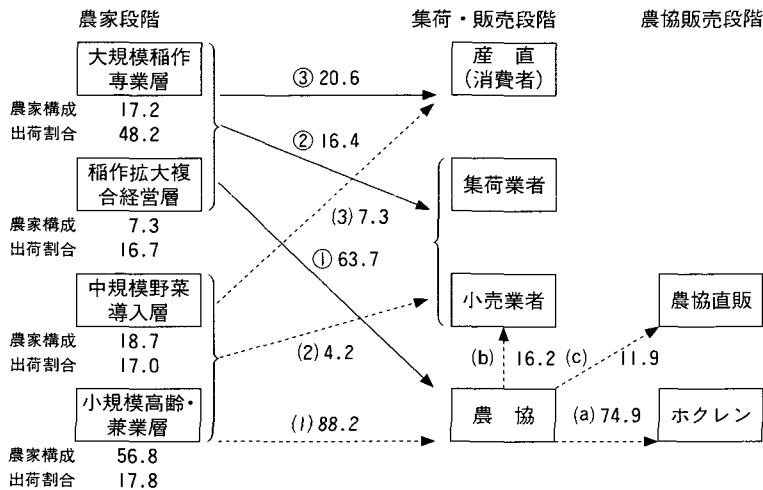 農家段階
集荷・販売段階
農協販売段階
大規模稲作
専業層
農家構成 17.2
出荷割合 48.2
稲作拡大複
合経営層
農家構成 7.3
出荷割合 16.7
中規模野菜
導入層
農家構成 18.7
出荷割合 17.0
小規模高齢・
兼業層
農家構成 56.8
出荷割合 17.8
③ 20.6
② 16.4
(3) 7.3
① 63.7
(2) 4.2
(1) 88.2
産 直
(消費者)
集荷業者
小売業者
(b) 16.2
(c) 11.9
農 協
(a) 74.9
農協直販
ホクレン